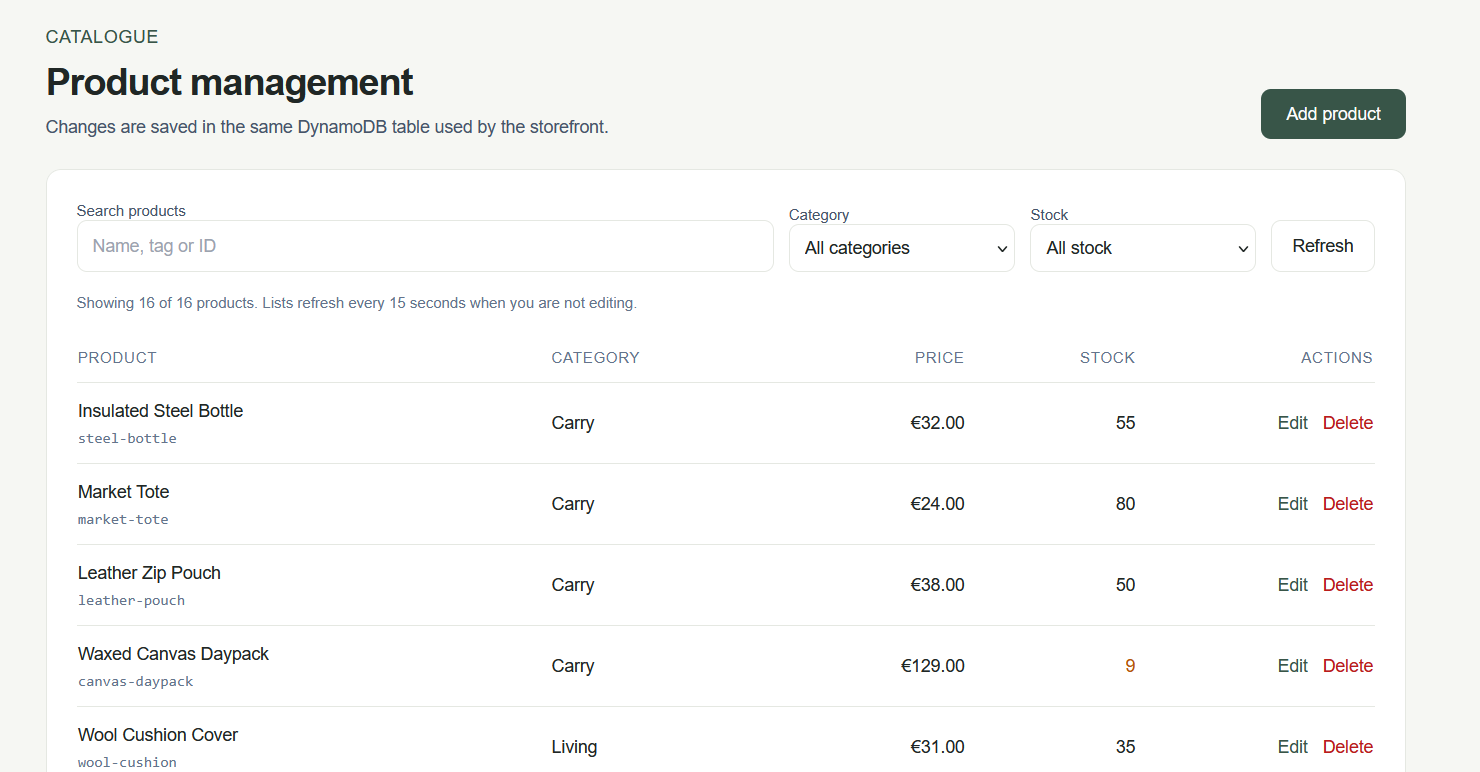 CATALOGUE
Product management
Changes are saved in the same DynamoDB table used by the storefront.
Add product
Search products
Category
Stock
Name, tag or ID
All categories
All stock
Refresh
Showing 16 of 16 products. Lists refresh every 15 seconds when you are not editing.
PRODUCT CATEGORY PRICE STOCK ACTIONS
Insulated Steel Bottle
steel-bottle
Carry €32.00 55 Edit Delete
Market Tote
market-tote
Carry €24.00 80 Edit Delete
Leather Zip Pouch
leather-pouch
Carry €38.00 50 Edit Delete
Waxed Canvas Daypack
canvas-daypack
Carry €129.00 9 Edit Delete
Wool Cushion Cover
wool-cushion
Living €31.00 35 Edit Delete